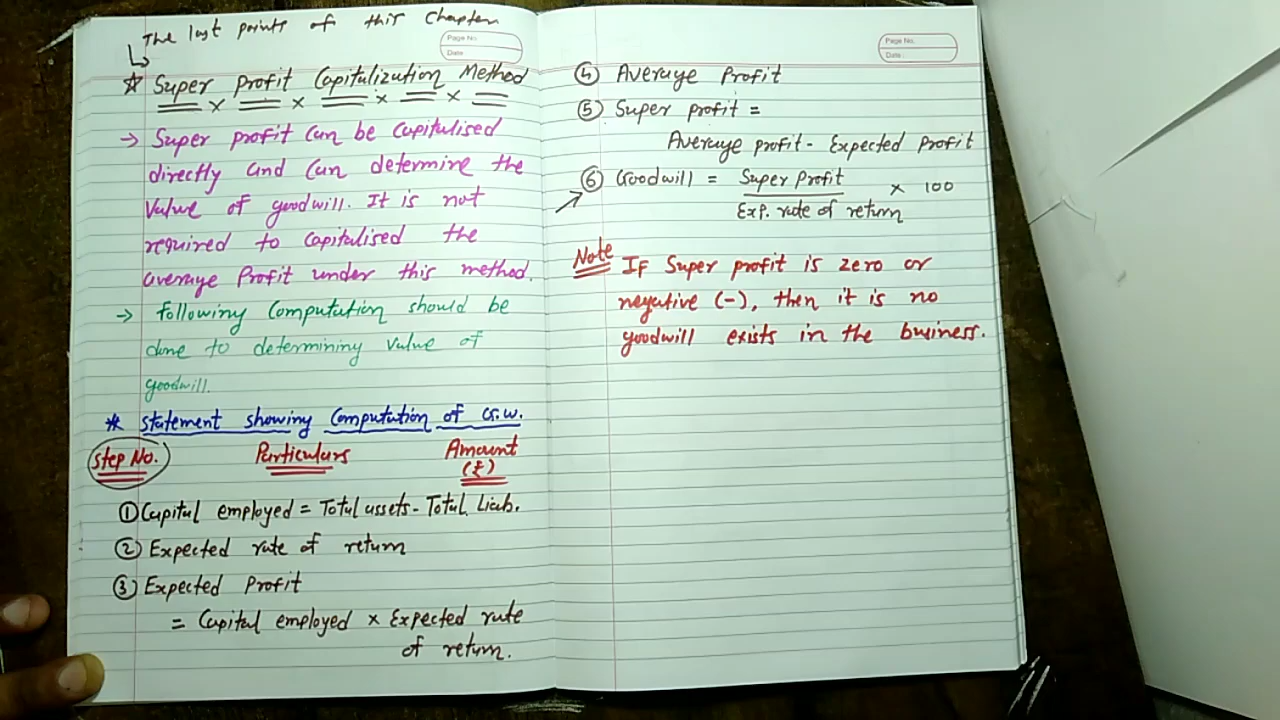 The last points of this Chapter
Page No.
Date
☆ Super Profit Capitalization Method
→ Super profit can be Capitalised
directly and can determine the
Value of goodwill. It is not
required to Capitalised the
average Profit under this method.
→ following Computation should be
done to determining value of
goodwill.
* Statement showing Computation of G.W.
Step No. Particulars Amount
(₹)
① Capital employed = Total assets - Total Liab.
② Expected rate of return
③ Expected Profit
= Capital employed × Expected rate
of return.
Page No.
Date
④ Average Profit
⑤ Super profit =
Average profit - Expected Profit
⑥ Goodwill = Super Profit × 100
Exp. rate of return
Note If Super profit is zero or
negative (-), then it is no
goodwill exists in the business.